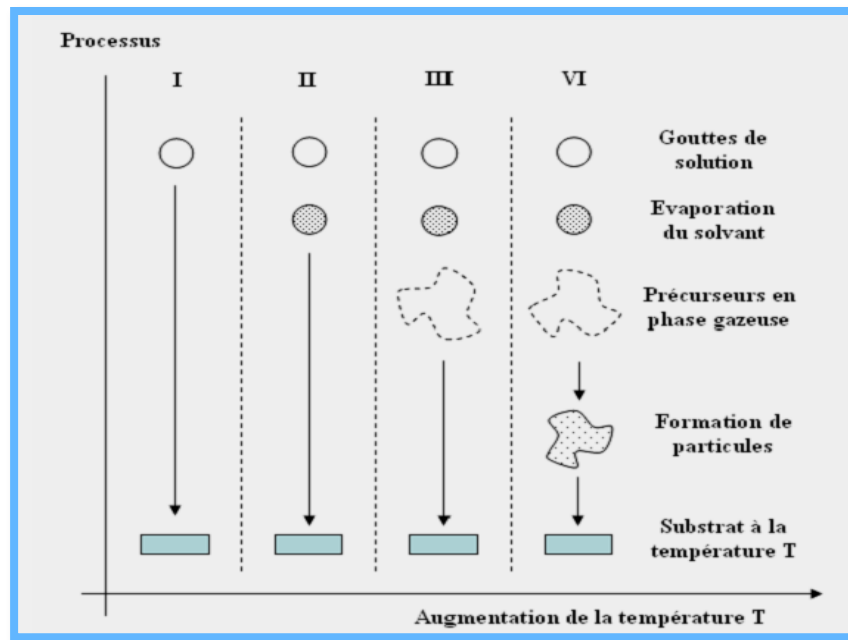 Processus
I
II
III
VI
Gouttes de
solution
Evaporation
du solvant
Précurseurs en
phase gazeuse
Formation de
particules
Substrat à la
température T
Augmentation de la température T